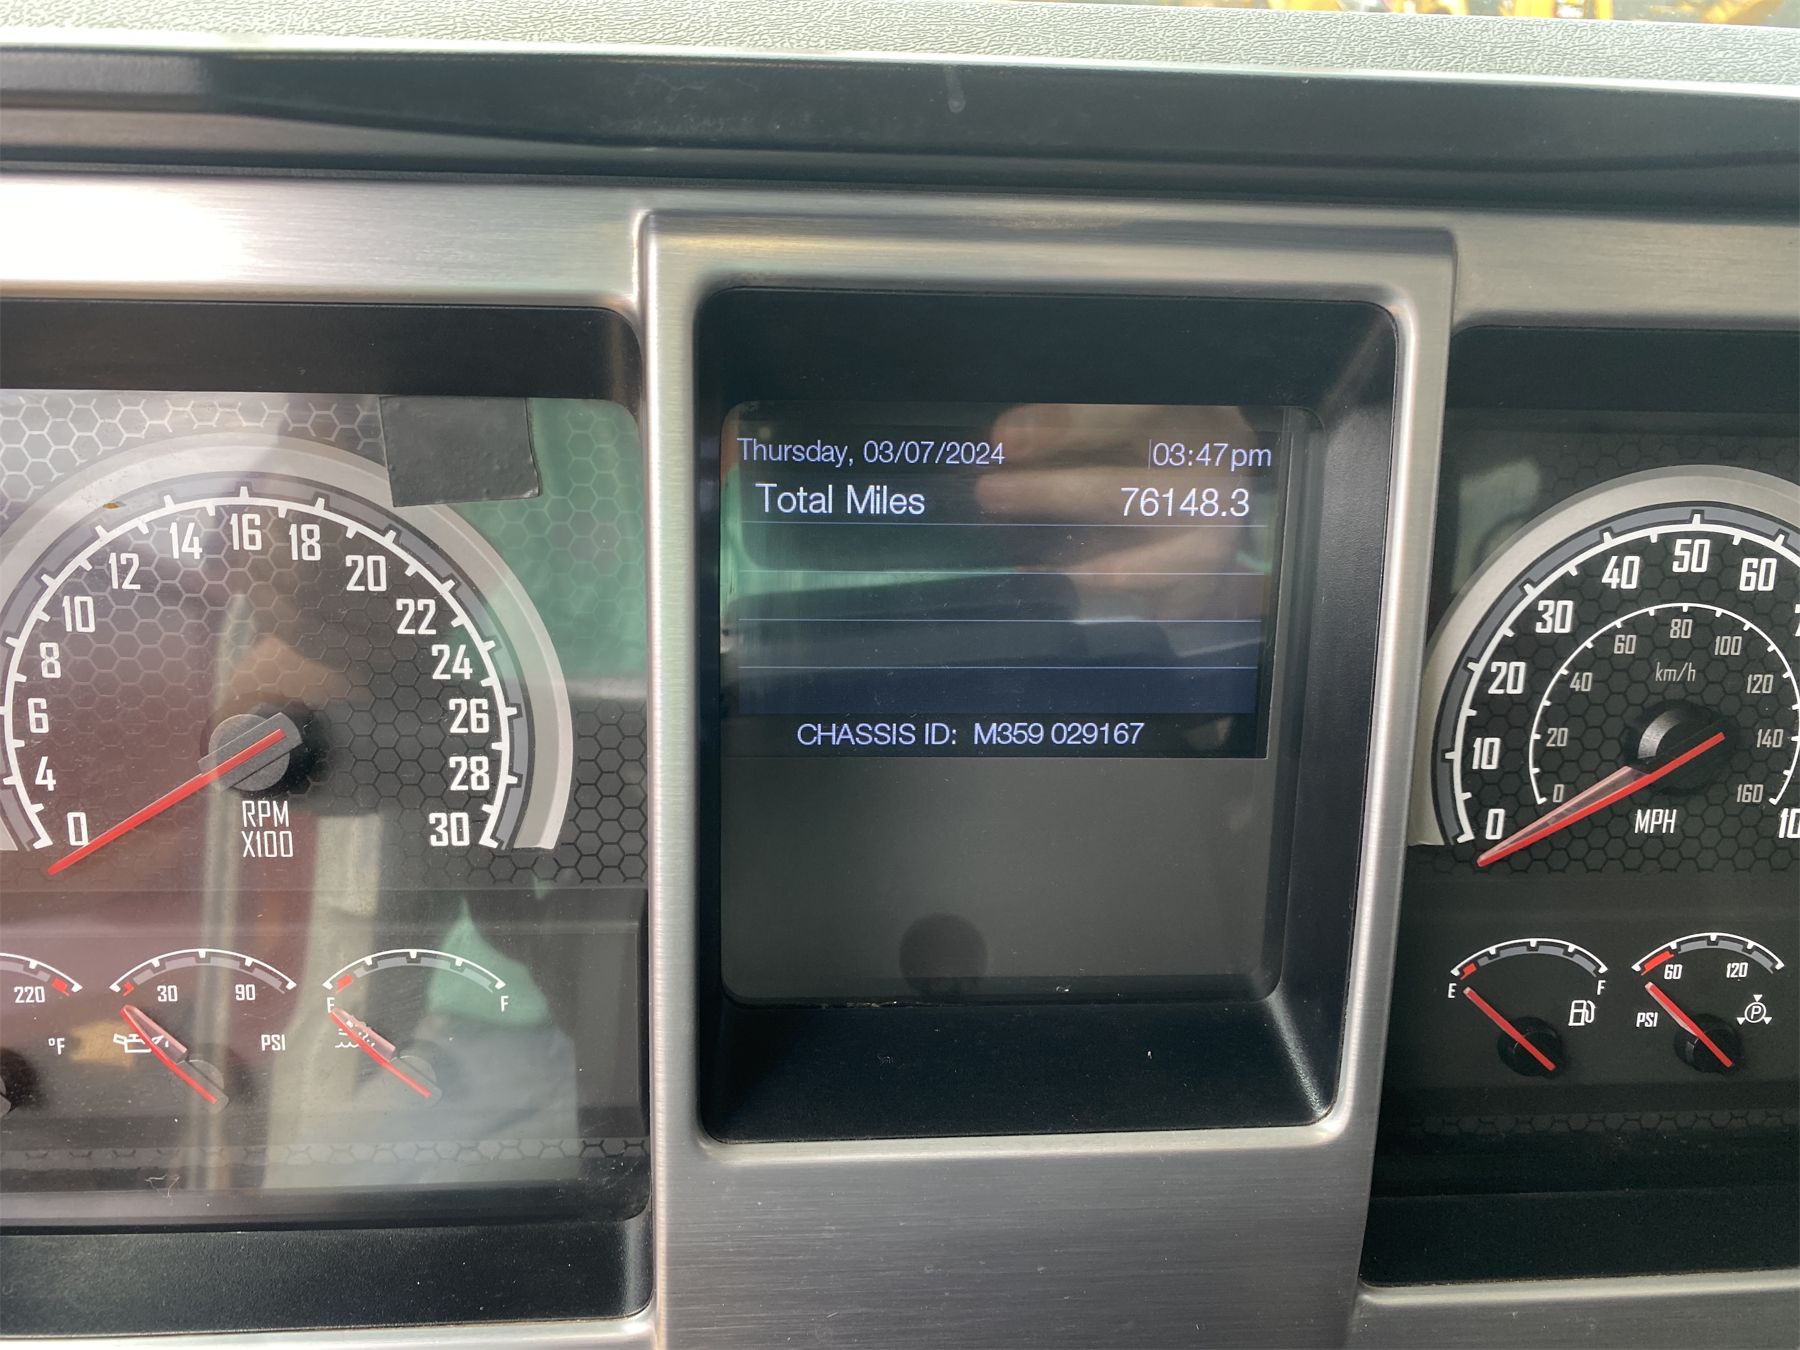 Thursday, 03/07/2024 03:47pm
Total Miles 76148.3
CHASSIS ID: M359 029167
0 4 6 8 10 12 14 16 18 20 22 24 26 28 30
RPM
X100
220
°F
30 90
PSI
E F
0 10 20 30 40 50 60
0 20 40 60 80 100 120 140 160
km/h
MPH
E F
60 120
PSI
P